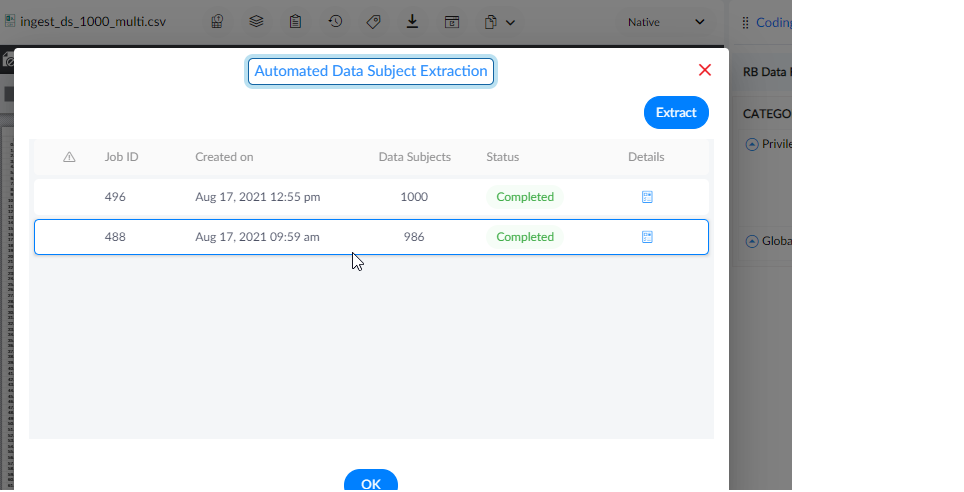 ingest_ds_1000_multi.csv
Native
Coding
Automated Data Subject Extraction
RB Data
Extract
CATEGO
Job ID Created on Data Subjects Status Details
Privile
496 Aug 17, 2021 12:55 pm 1000 Completed
488 Aug 17, 2021 09:59 am 986 Completed
Globa
OK